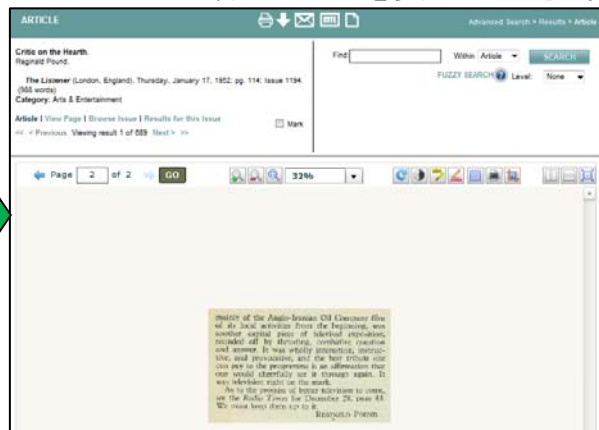 ARTICLE
Advanced Search > Results > Article
Critic on the Hearth.
Reginald Pound.
The Listener (London, England), Thursday, January 17, 1952; pg. 114; Issue 1194.
(988 words)
Category: Arts & Entertainment
Article | View Page | Browse Issue | Results for this Issue
<< < Previous Viewing result 1 of 689 Next > >>
Mark
Find:
Within Article
SEARCH
FUZZY SEARCH ? Level: None
Page 2 of 2 GO
32%
mainly of the Anglo-Iranian Oil Company film
of its local activities from the beginning, was
another capital piece of televised exposition,
rounded off by thrusting, combative question
and answer. It was wholly interesting, instruc-
tive, and provocative, and the best tribute one
can pay to the programme is an affirmation that
one would cheerfully see it through again. It
was television right on the mark.
As to the promise of better television to come,
see the Radio Times for December 28, page 43.
We must keep them up to it.
REGINALD POUND